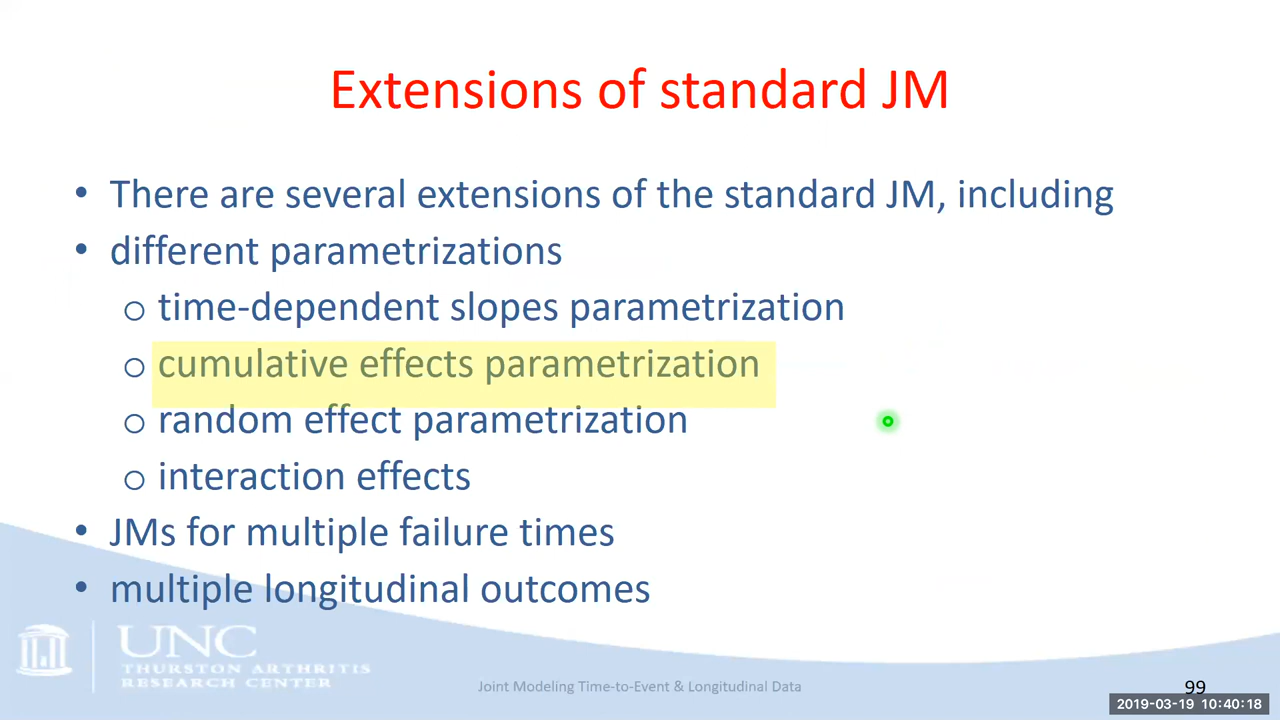 Extensions of standard JM
• There are several extensions of the standard JM, including
• different parametrizations
o time-dependent slopes parametrization
o cumulative effects parametrization
o random effect parametrization
o interaction effects
• JMs for multiple failure times
• multiple longitudinal outcomes
UNC
THURSTON ARTHRITIS
RESEARCH CENTER
Joint Modeling Time-to-Event & Longitudinal Data
99
2019-03-19 10:40:18